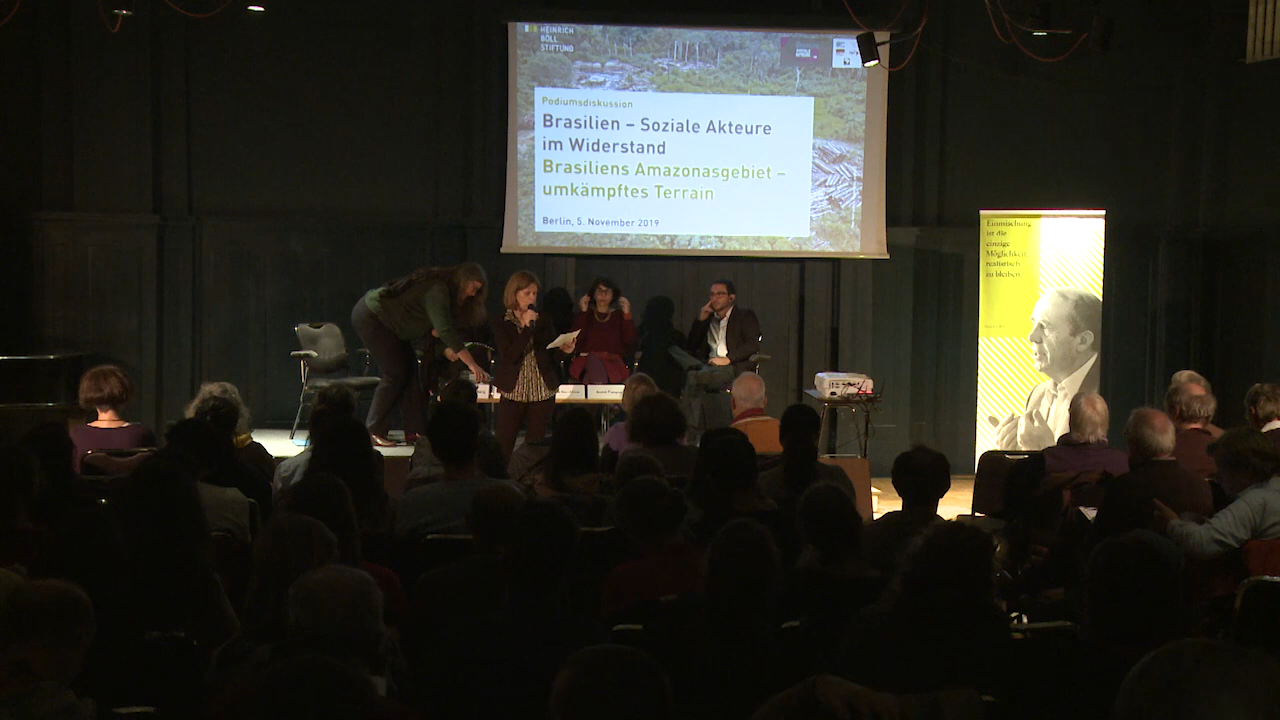 HEINRICH
BÖLL
STIFTUNG
Podiumsdiskussion
Brasilien – Soziale Akteure
im Widerstand
Brasiliens Amazonasgebiet –
umkämpftes Terrain
Berlin, 5. November 2019
Einmischung
ist die
einzige
Möglichkeit,
realistisch
zu bleiben